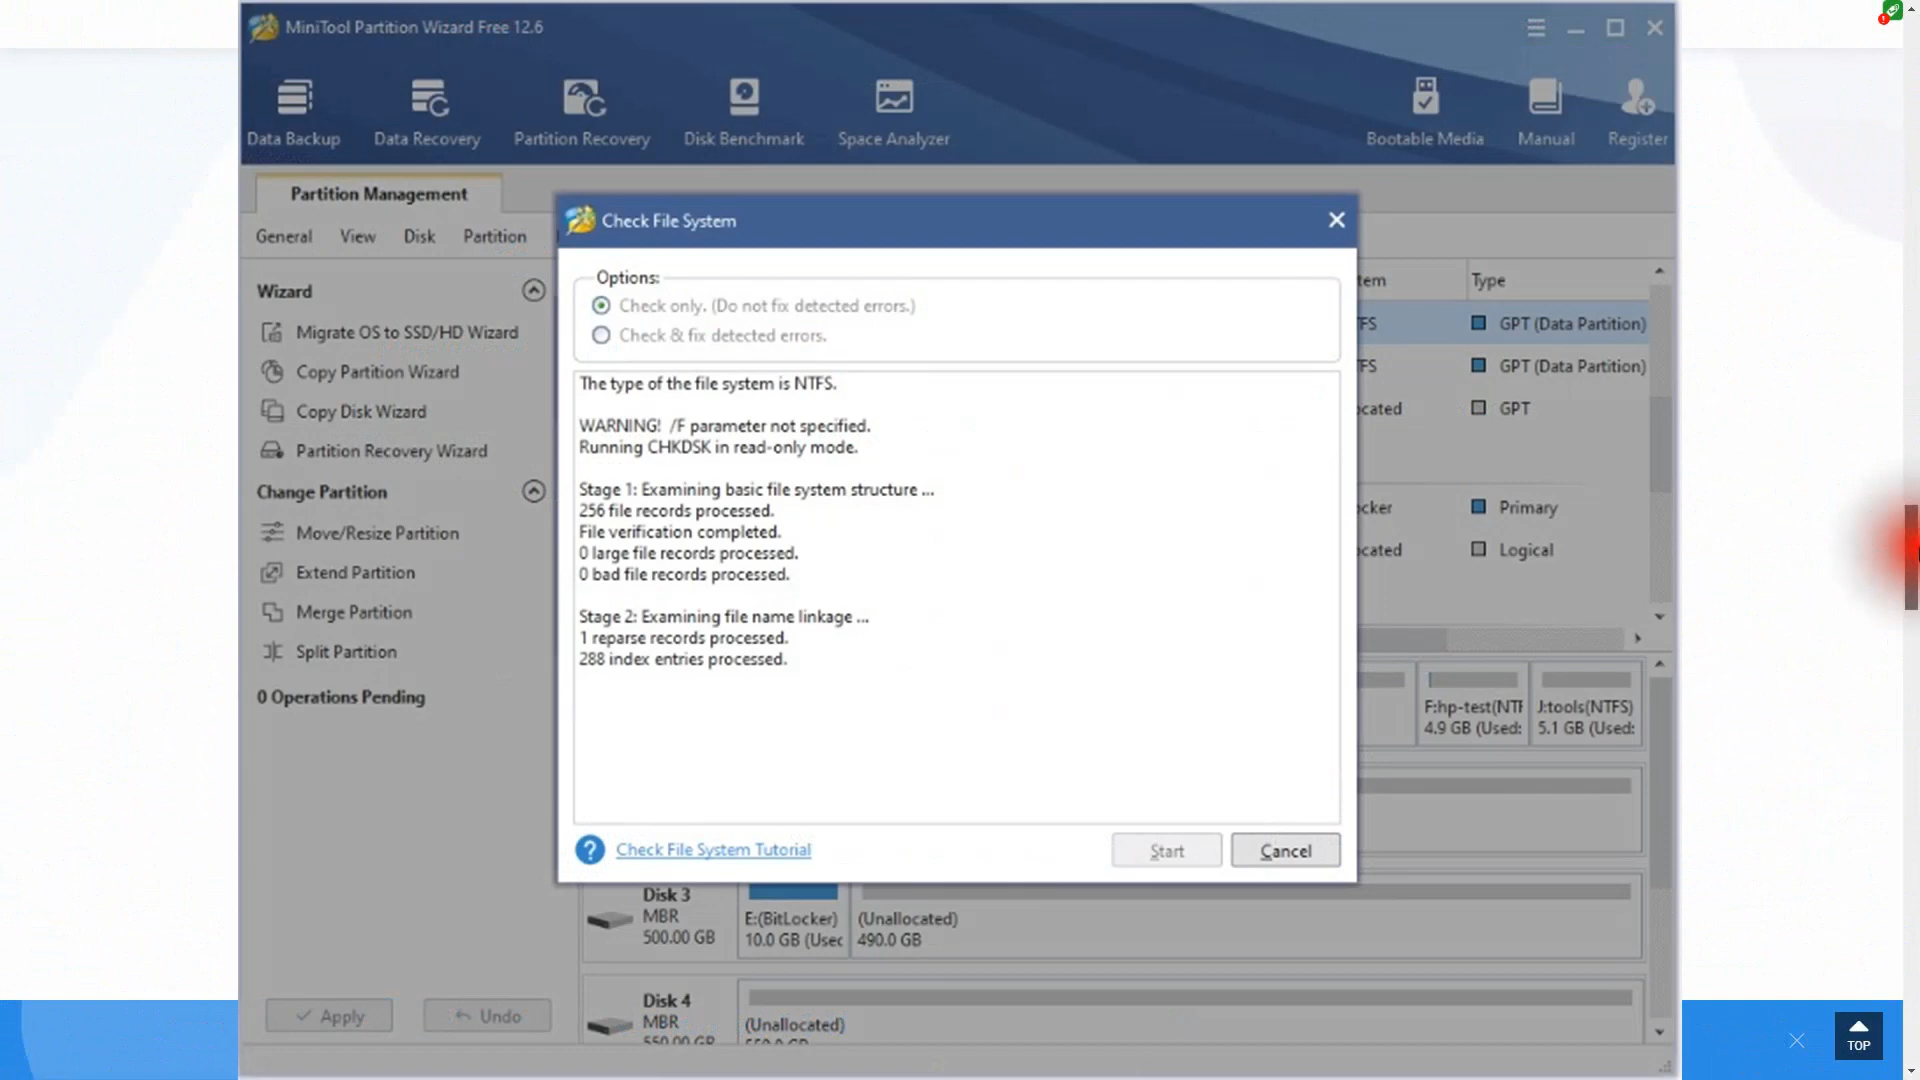 MiniTool Partition Wizard Free 12.6
Data Backup
Data Recovery
Partition Recovery
Disk Benchmark
Space Analyzer
Bootable Media
Manual
Register
Partition Management
General View Disk Partition
Wizard
Migrate OS to SSD/HD Wizard
Copy Partition Wizard
Copy Disk Wizard
Partition Recovery Wizard
Change Partition
Move/Resize Partition
Extend Partition
Merge Partition
Split Partition
0 Operations Pending
Apply
Undo
Check File System
Options:
Check only. (Do not fix detected errors.)
Check & fix detected errors.
The type of the file system is NTFS.
WARNING! /F parameter not specified.
Running CHKDSK in read-only mode.
Stage 1: Examining basic file system structure ...
256 file records processed.
File verification completed.
0 large file records processed.
0 bad file records processed.
Stage 2: Examining file name linkage ...
1 reparse records processed.
288 index entries processed.
Check File System Tutorial
Start
Cancel
tem Type
FS GPT (Data Partition)
FS GPT (Data Partition)
ocated GPT
ocker Primary
ocated Logical
F:hp-test(NTF
4.9 GB (Used:
J:tools(NTFS)
5.1 GB (Used:
Disk 3
MBR
500.00 GB
E:(BitLocker)
10.0 GB (Usec
(Unallocated)
490.0 GB
Disk 4
MBR
550.00 GB
(Unallocated)
TOP